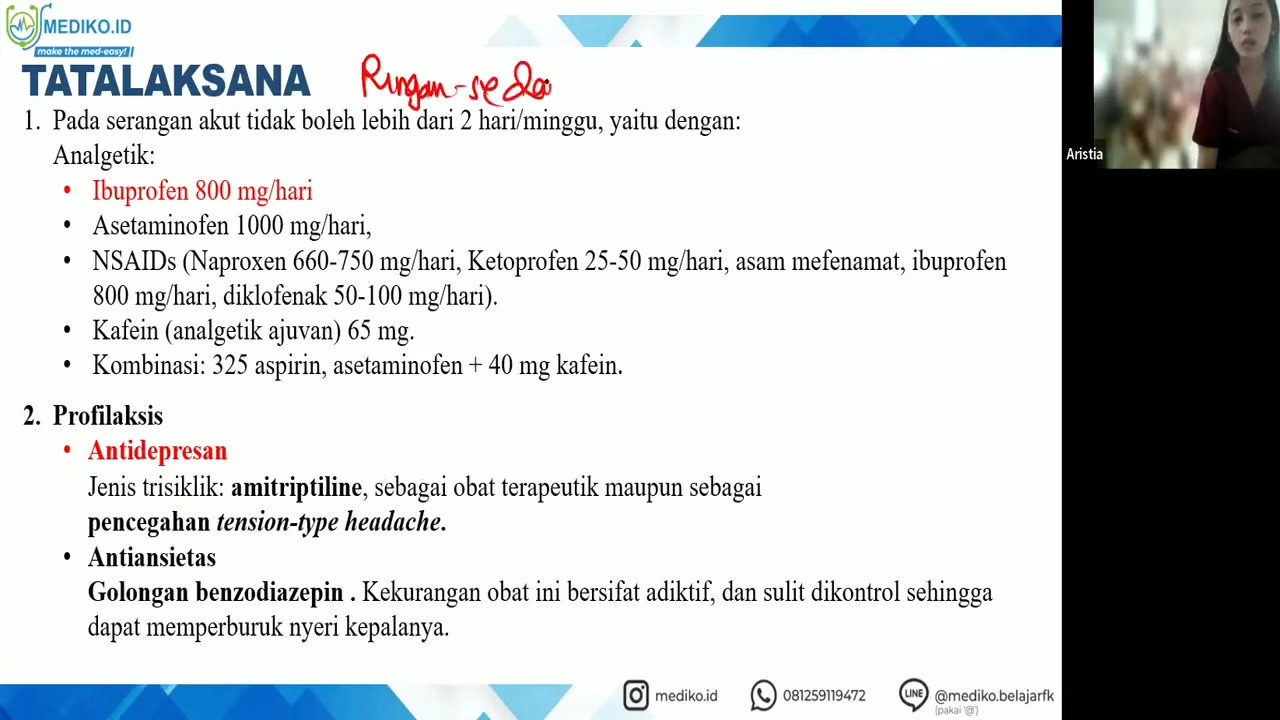 MEDIKO.ID
make the med-easy!
TATALAKSANA
Ringan - seda
1. Pada serangan akut tidak boleh lebih dari 2 hari/minggu, yaitu dengan:
Analgetik:
• Ibuprofen 800 mg/hari
• Asetaminofen 1000 mg/hari,
• NSAIDs (Naproxen 660-750 mg/hari, Ketoprofen 25-50 mg/hari, asam mefenamat, ibuprofen
800 mg/hari, diklofenak 50-100 mg/hari).
• Kafein (analgetik ajuvan) 65 mg.
• Kombinasi: 325 aspirin, asetaminofen + 40 mg kafein.
2. Profilaksis
• Antidepresan
Jenis trisiklik: amitriptiline, sebagai obat terapeutik maupun sebagai
pencegahan tension-type headache.
• Antiansietas
Golongan benzodiazepin . Kekurangan obat ini bersifat adiktif, dan sulit dikontrol sehingga
dapat memperburuk nyeri kepalanya.
mediko.id
081259119472
LINE
@mediko.belajarfk
(pakai '@')
Aristia